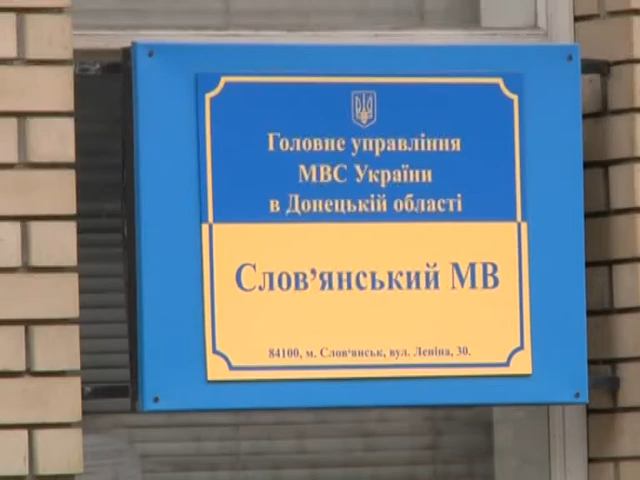 Головне управління
МВС України
в Донецькій області
Слов'янський МВ
84100, м. Слов'янськ, вул. Леніна, 30.